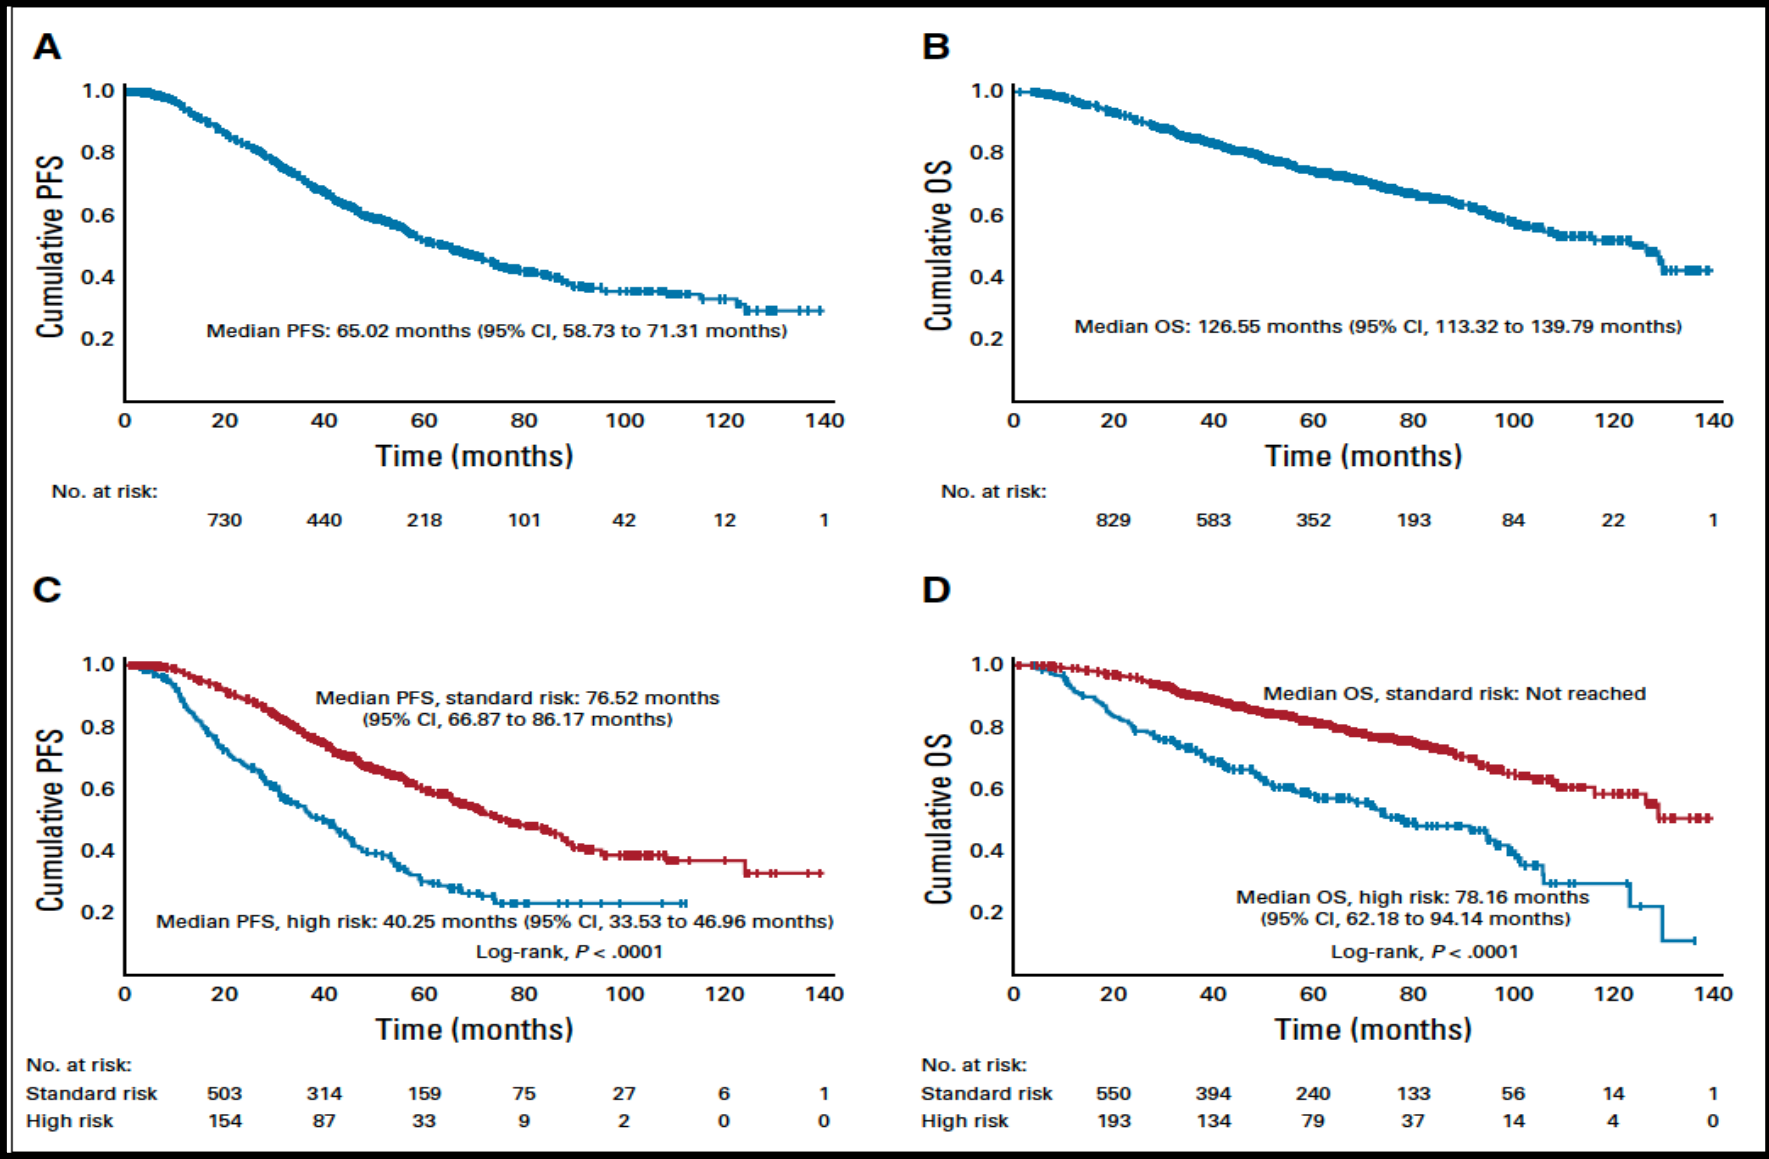 A
1.0
0.8
0.6
0.4
0.2
Cumulative PFS
Median PFS: 65.02 months (95% CI, 58.73 to 71.31 months)
0 20 40 60 80 100 120 140
Time (months)
No. at risk:
730 440 218 101 42 12 1
B
1.0
0.8
0.6
0.4
0.2
Cumulative OS
Median OS: 126.55 months (95% CI, 113.32 to 139.79 months)
0 20 40 60 80 100 120 140
Time (months)
No. at risk:
829 583 352 193 84 22 1
C
1.0
0.8
0.6
0.4
0.2
Cumulative PFS
Median PFS, standard risk: 76.52 months
(95% CI, 66.87 to 86.17 months)
Median PFS, high risk: 40.25 months (95% CI, 33.53 to 46.96 months)
Log-rank, P < .0001
0 20 40 60 80 100 120 140
Time (months)
No. at risk:
Standard risk 503 314 159 75 27 6 1
High risk 154 87 33 9 2 0 0
D
1.0
0.8
0.6
0.4
0.2
Cumulative OS
Median OS, standard risk: Not reached
Median OS, high risk: 78.16 months
(95% CI, 62.18 to 94.14 months)
Log-rank, P < .0001
0 20 40 60 80 100 120 140
Time (months)
No. at risk:
Standard risk 550 394 240 133 56 14 1
High risk 193 134 79 37 14 4 0